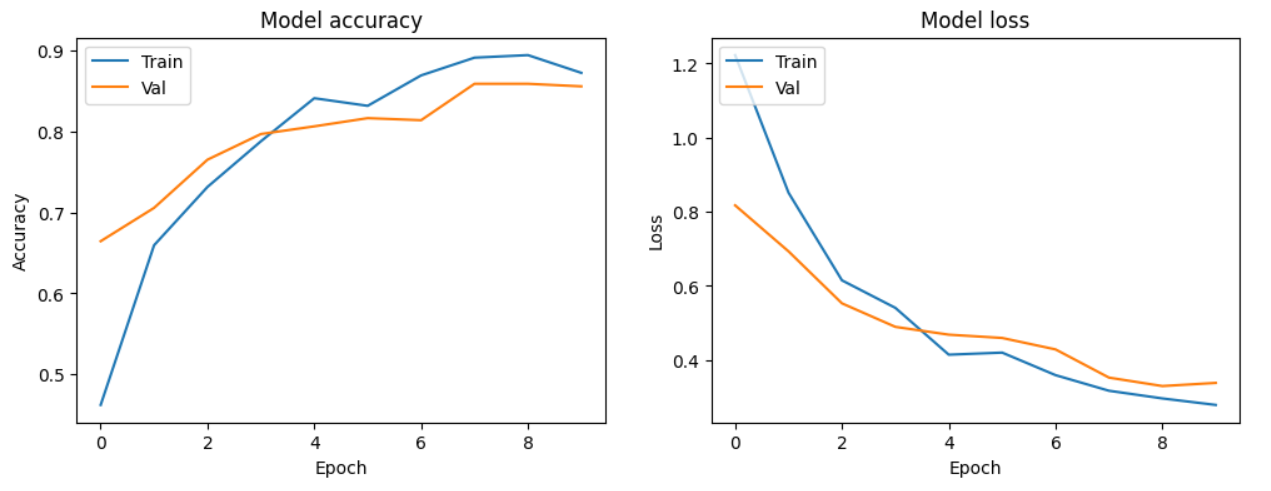 Model accuracy
0.9
0.8
0.7
0.6
0.5
Accuracy
Train
Val
0 2 4 6 8
Epoch
Model loss
1.2
1.0
0.8
0.6
0.4
Loss
Train
Val
0 2 4 6 8
Epoch